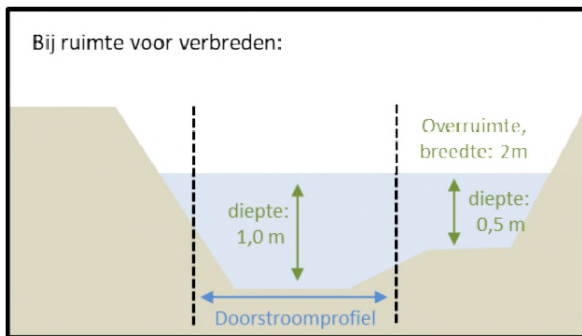 Bij ruimte voor verbreden:
Overruimte,
breedte: 2m
diepte:
1,0 m
diepte:
0,5 m
Doorstroomprofiel